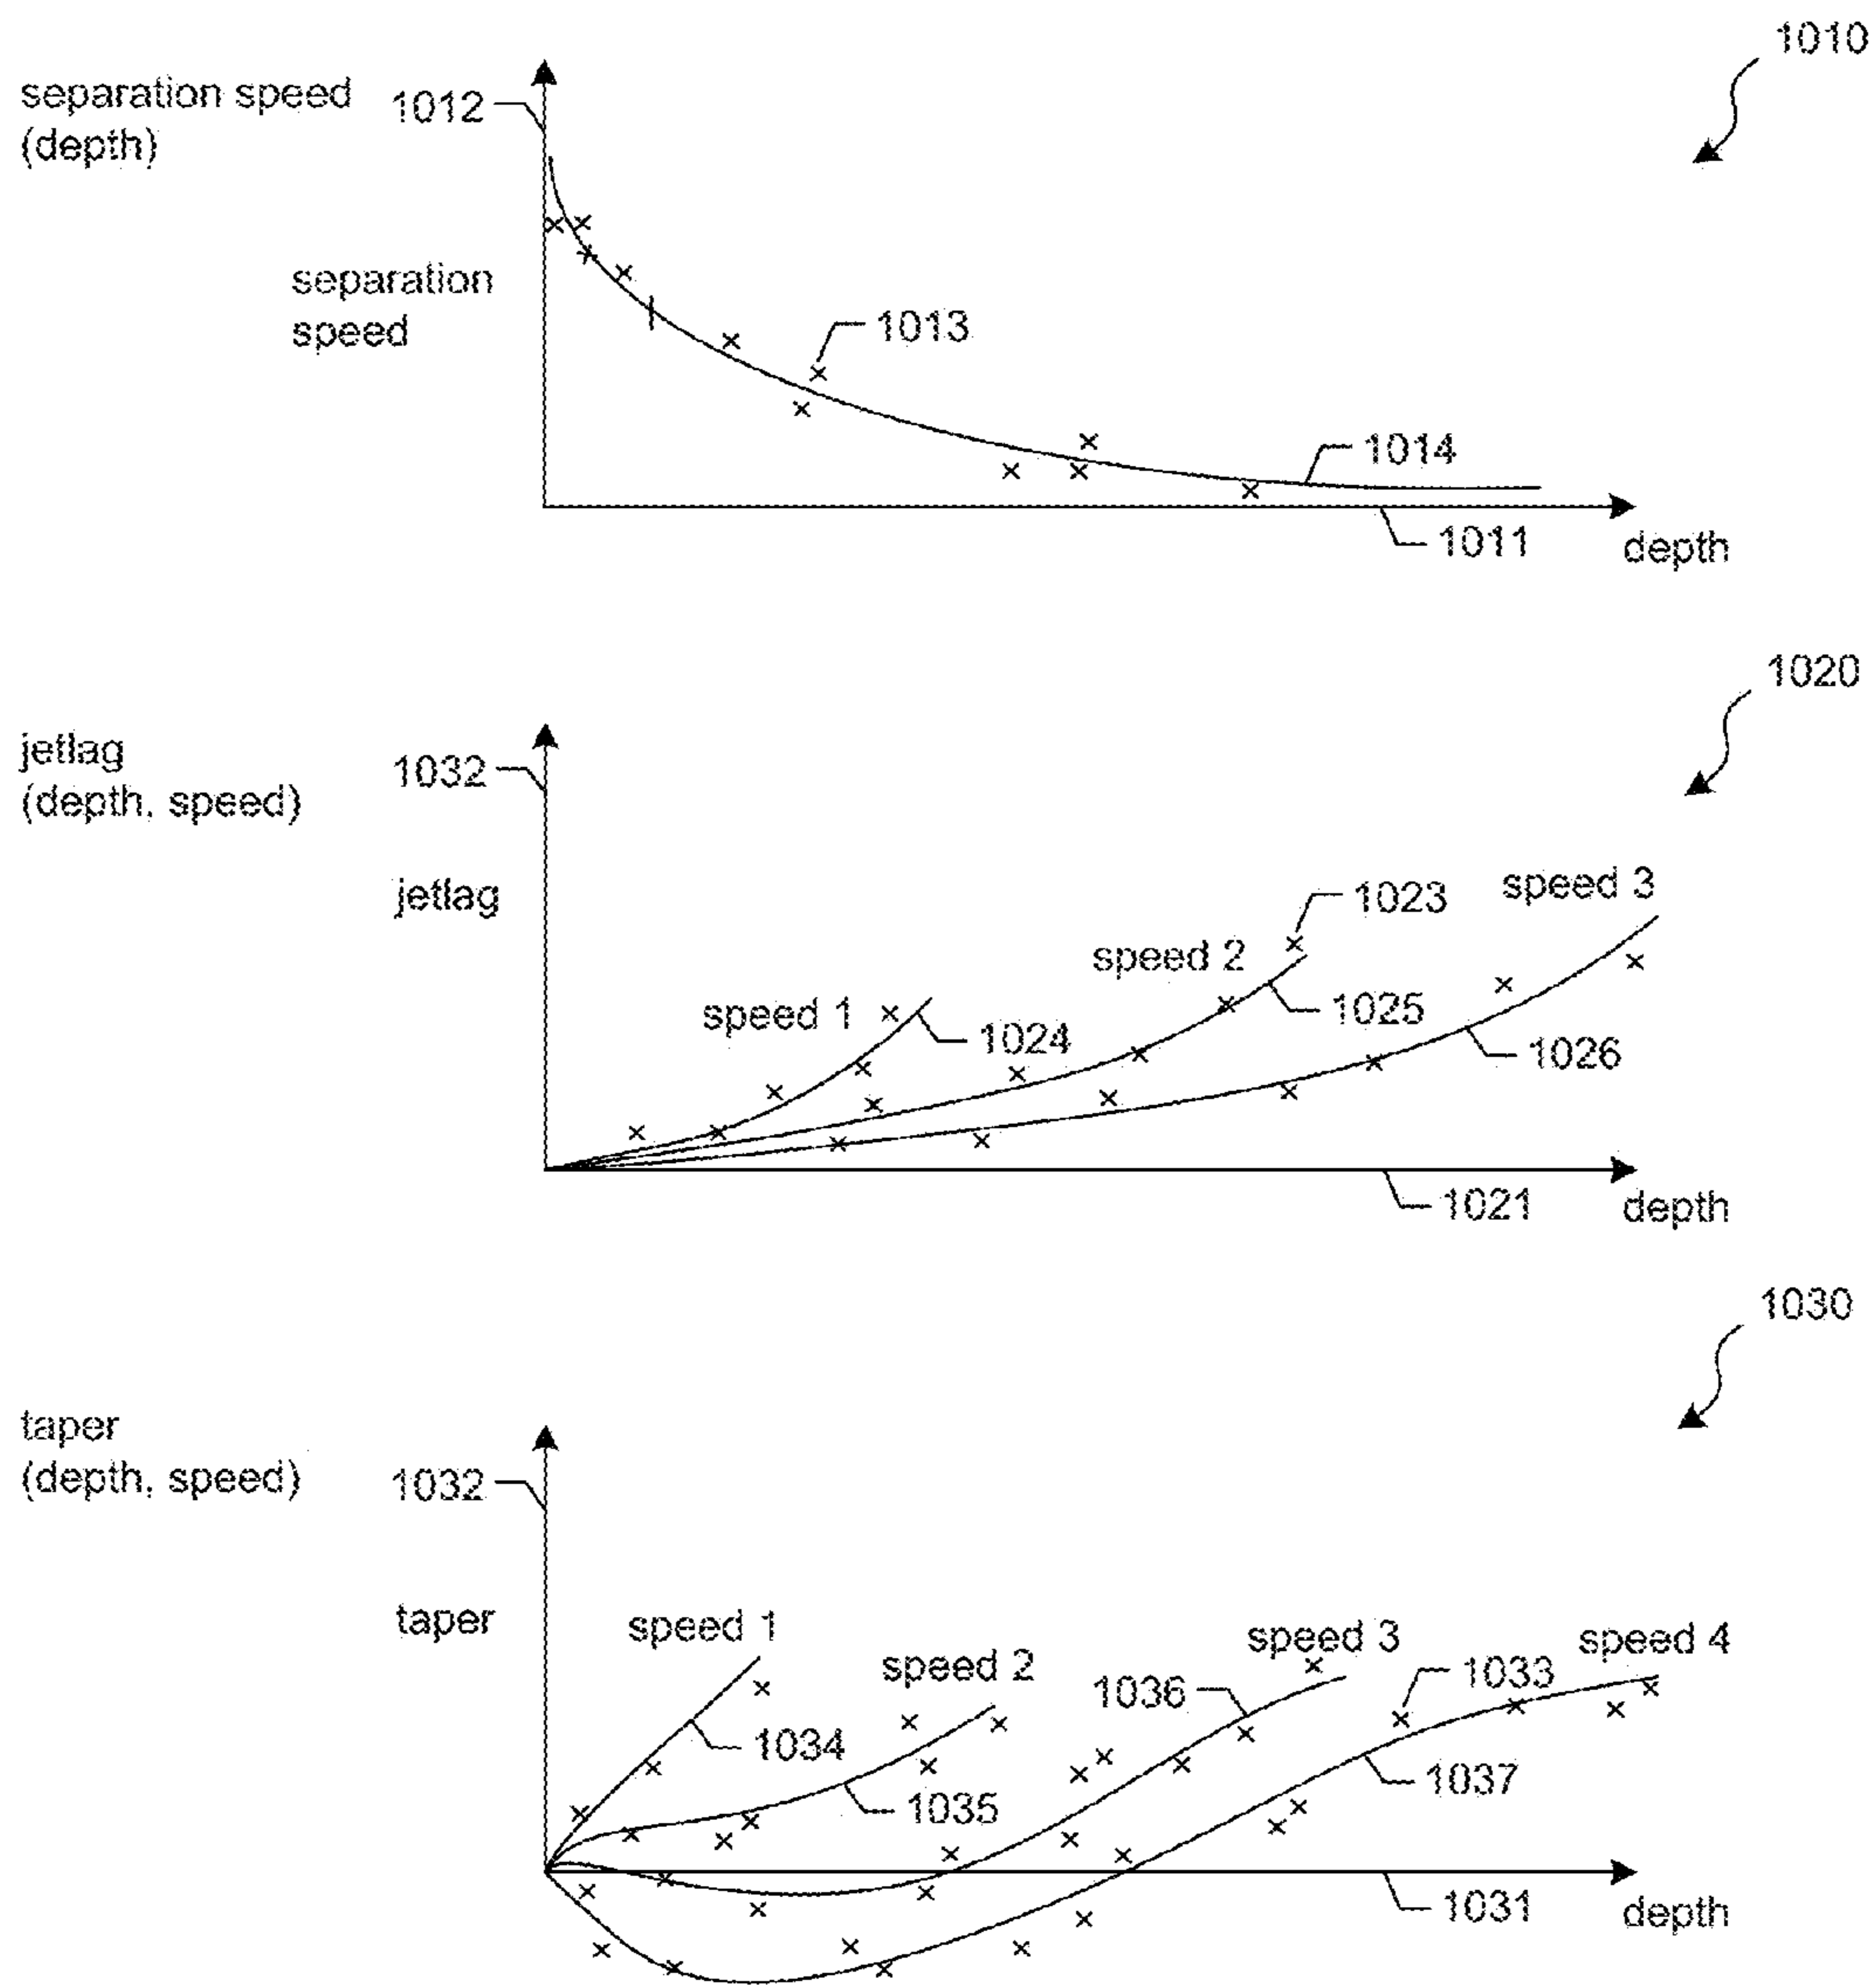 1010
separation speed
(depth)
1012
separation
speed
1013
1014
1011
depth
1020
jetlag
(depth, speed)
1032
jetlag
speed 1
speed 2
speed 3
1023
1024
1025
1026
1021
depth
1030
taper
(depth, speed)
1032
taper
speed 1
speed 2
speed 3
speed 4
1036
1033
1034
1035
1037
1031
depth